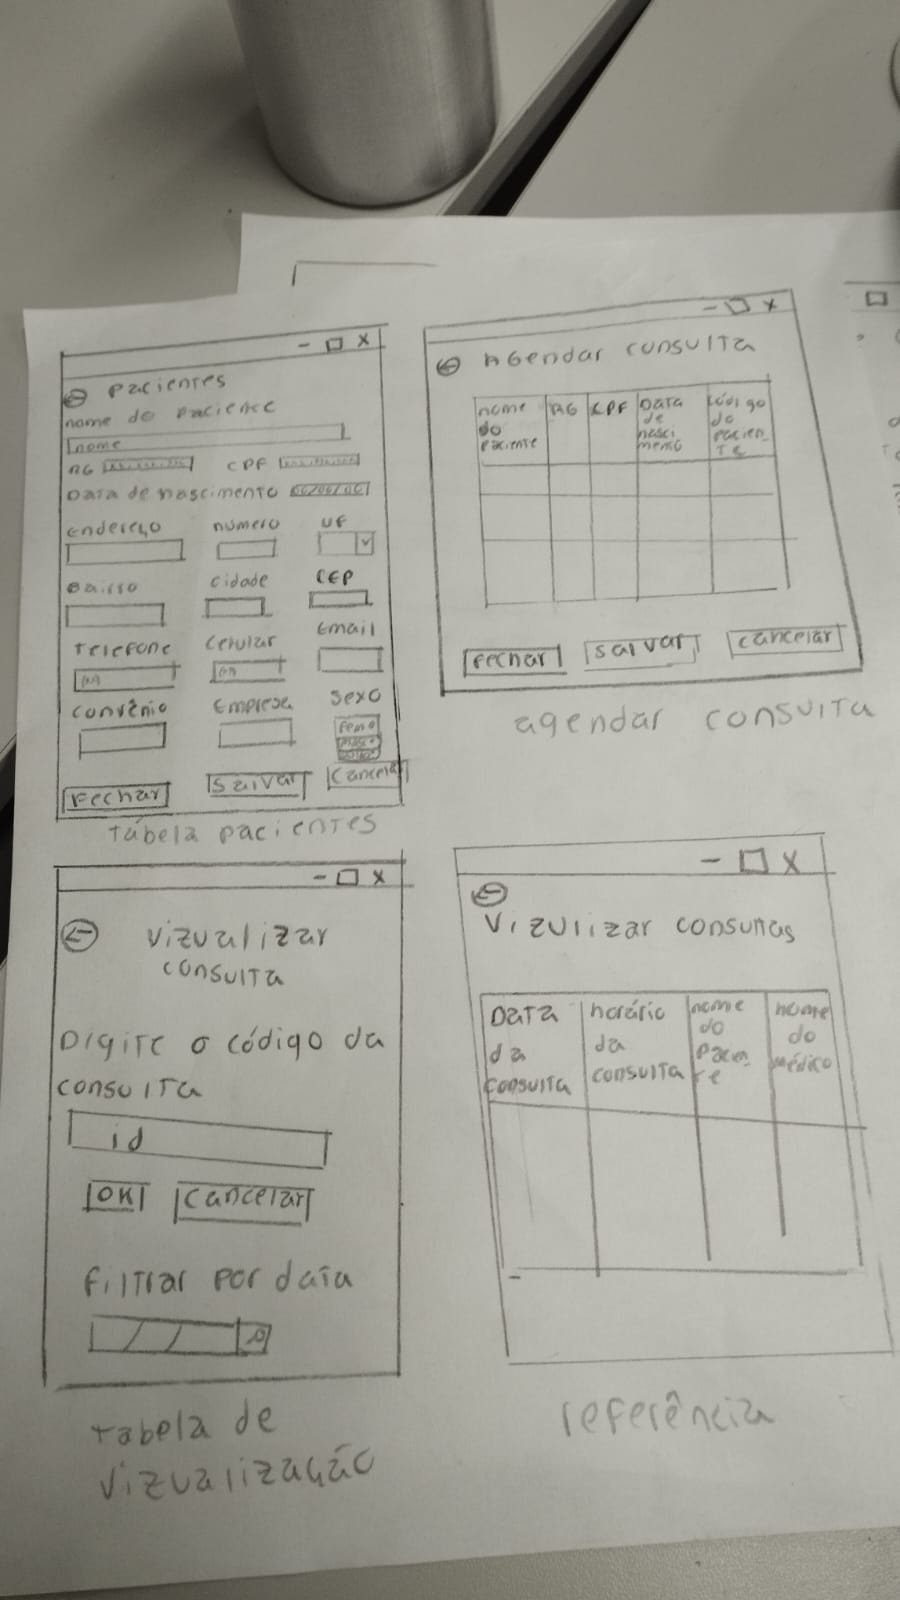 Pacientes
nome do paciente
nome
RG
CPF
Data de nascimento 00/00/00
Endereço
número
UF
Bairro
cidade
CEP
Telefone
Celular
Email
Convênio
Empresa
Sexo
Fechar
Salvar
Cancelar
Tabela pacientes
Agendar consulta
nome do paciente
RG
CPF
Data de nascimento
Código do paciente
Fechar
Salvar
Cancelar
agendar consulta
Vizualizar
consulta
Digite o código da
consulta
id
OK
Cancelar
Filtrar por data
Tabela de
vizualização
Vizulizar consultas
Data da consulta
horário da consulta
nome do paciente
nome do médico
referência